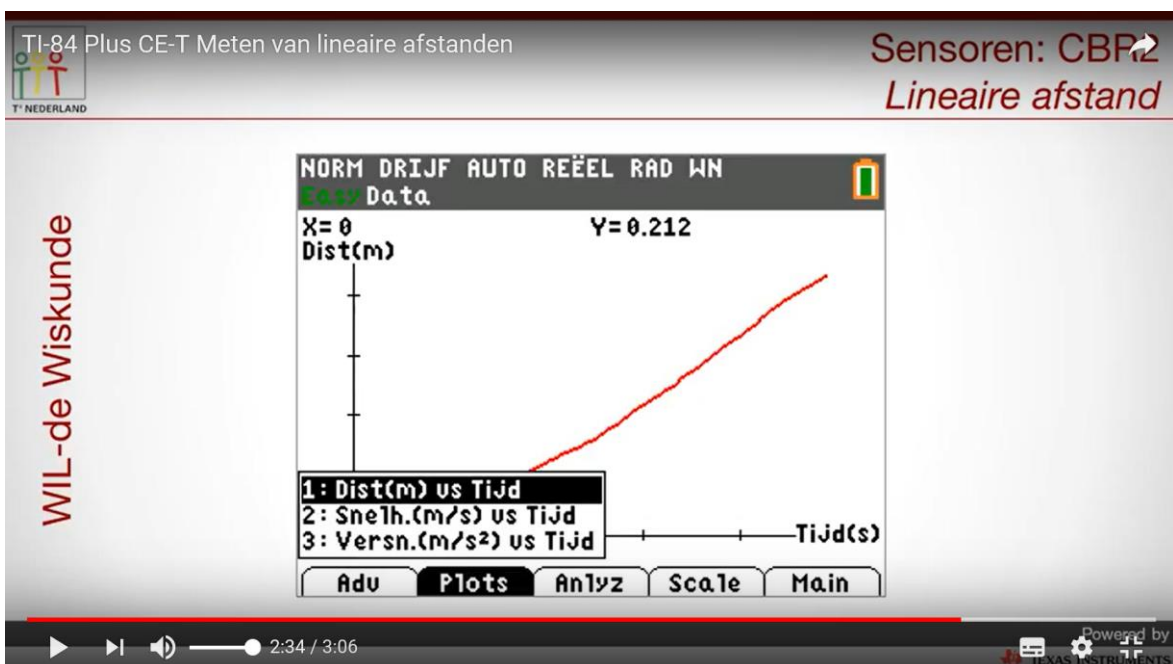 TI-84 Plus CE-T Meten van lineaire afstanden
T³ NEDERLAND
Sensoren: CBR2
Lineaire afstand
WIL-de Wiskunde
NORM DRIJF AUTO REËEL RAD WN
EasyData
X= 0 Y= 0.212
Dist(m)
1: Dist(m) vs Tijd
2: Snelh.(m/s) vs Tijd
3: Versn.(m/s²) vs Tijd
Tijd(s)
Adv Plots Anlyz Scale Main
2:34 / 3:06
Powered by
TEXAS INSTRUMENTS